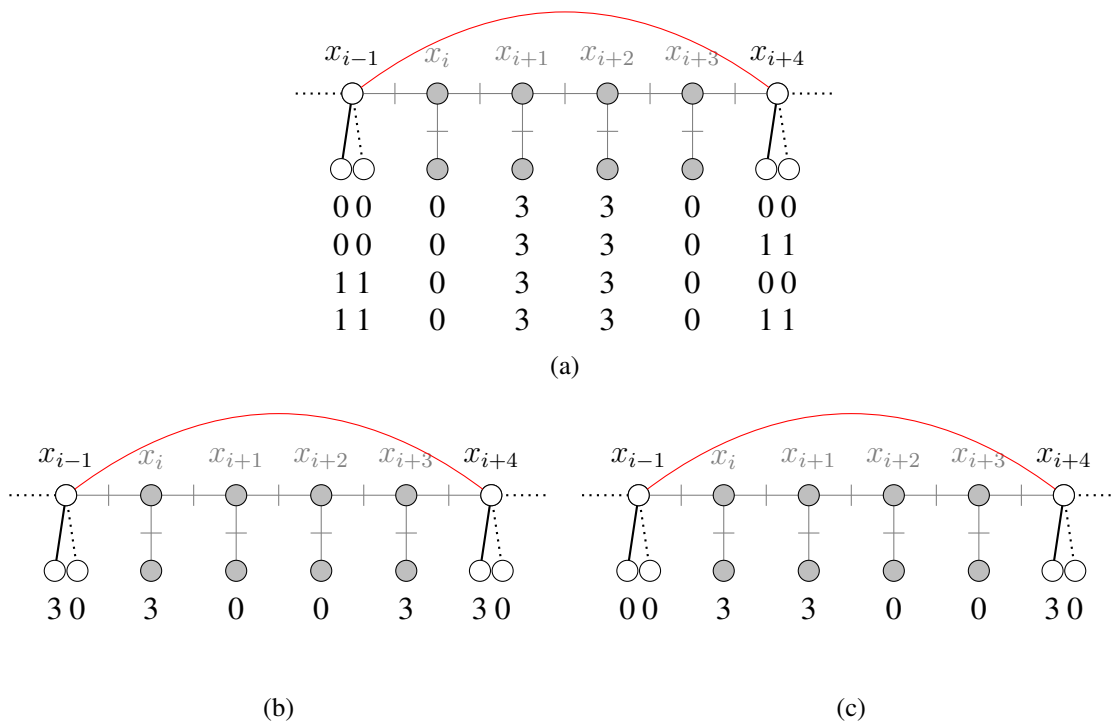 x_{i−1} x_i x_{i+1} x_{i+2} x_{i+3} x_{i+4}
0 0 0 3 3 0 0 0
0 0 0 3 3 0 1 1
1 1 0 3 3 0 0 0
1 1 0 3 3 0 1 1
(a)
x_{i−1} x_i x_{i+1} x_{i+2} x_{i+3} x_{i+4}
3 0 3 0 0 3 3 0
(b)
x_{i−1} x_i x_{i+1} x_{i+2} x_{i+3} x_{i+4}
0 0 3 3 0 0 3 0
(c)